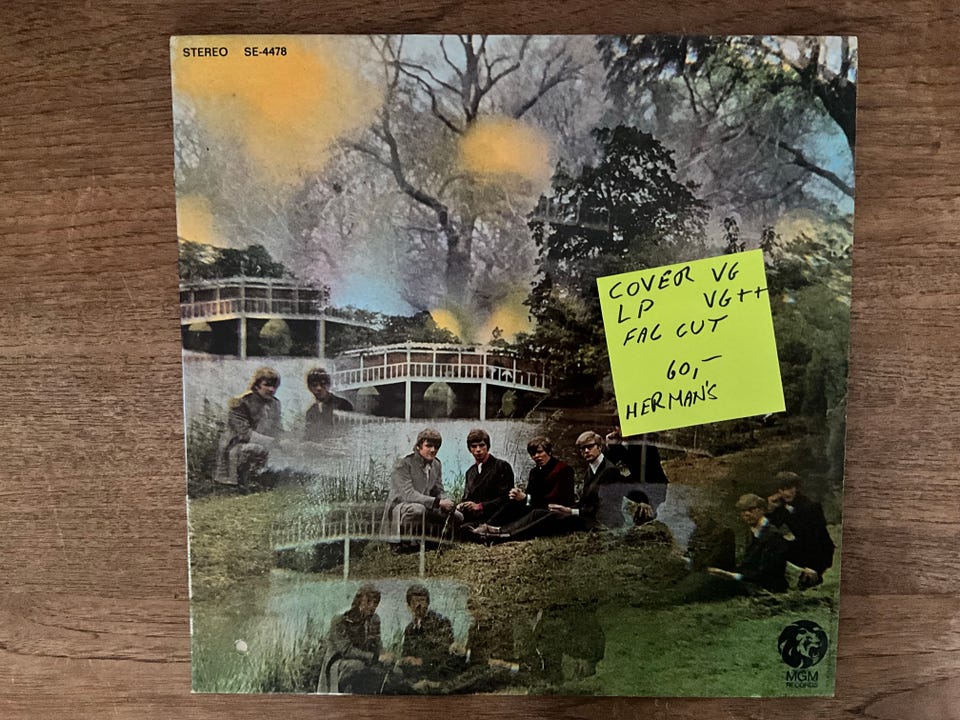 STEREO SE-4478
COVER VG
LP VG++
FAC CUT
60,-
HERMAN'S
MGM
RECORDS